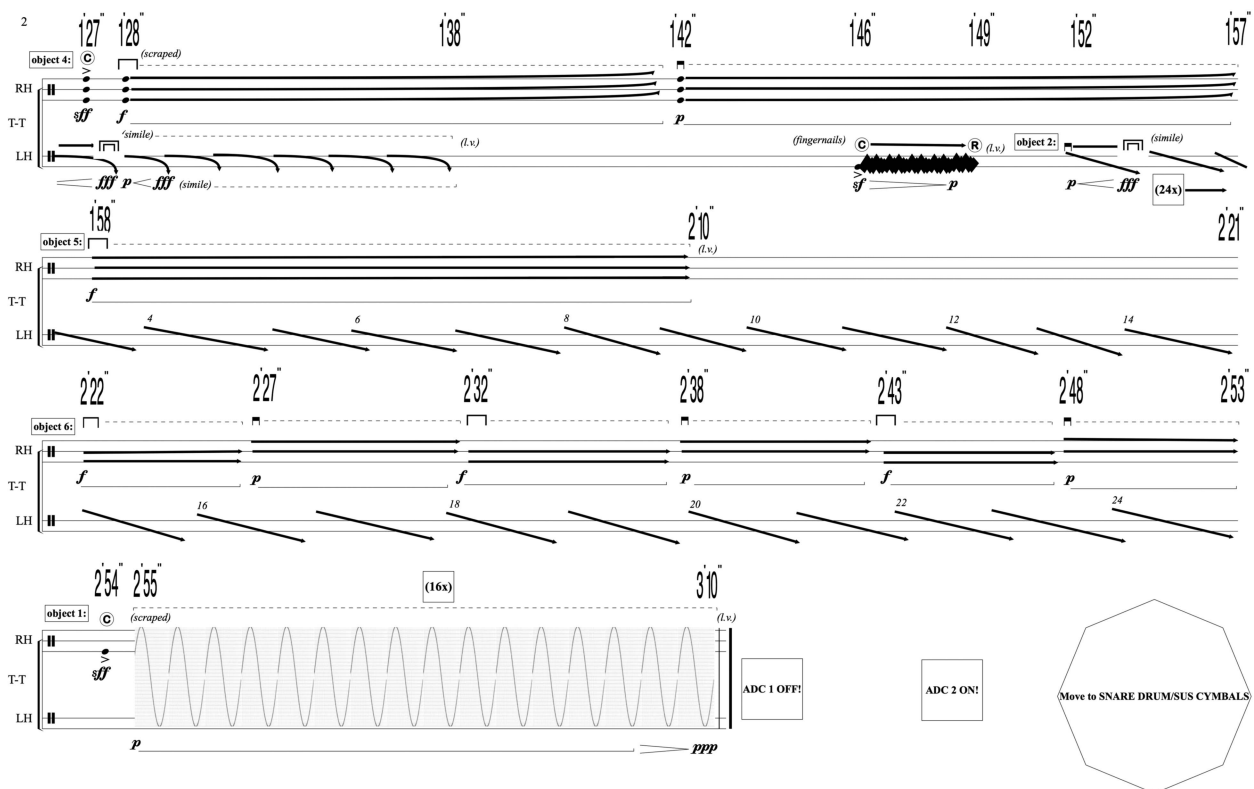 2
1'27" 1'28" 1'38" 1'42" 1'46" 1'49" 1'52" 1'57"
object 4: C (scraped)
RH
sff f p
T-T
(simile) (l.v.) (fingernails) C R (l.v.) object 2: (simile)
LH
fff p fff (simile) sf p p fff (24x)
1'58" 2'10" 2'21"
object 5: (l.v.)
RH
f
T-T
4 6 8 10 12 14
LH
2'22" 2'27" 2'32" 2'38" 2'43" 2'48" 2'53"
object 6:
RH
f p f p f p
T-T
16 18 20 22 24
LH
2'54" 2'55" (16x) 3'10"
object 1: C (scraped) (l.v.)
RH
sff
T-T ADC 1 OFF! ADC 2 ON! Move to SNARE DRUM/SUS CYMBALS
LH
p ppp